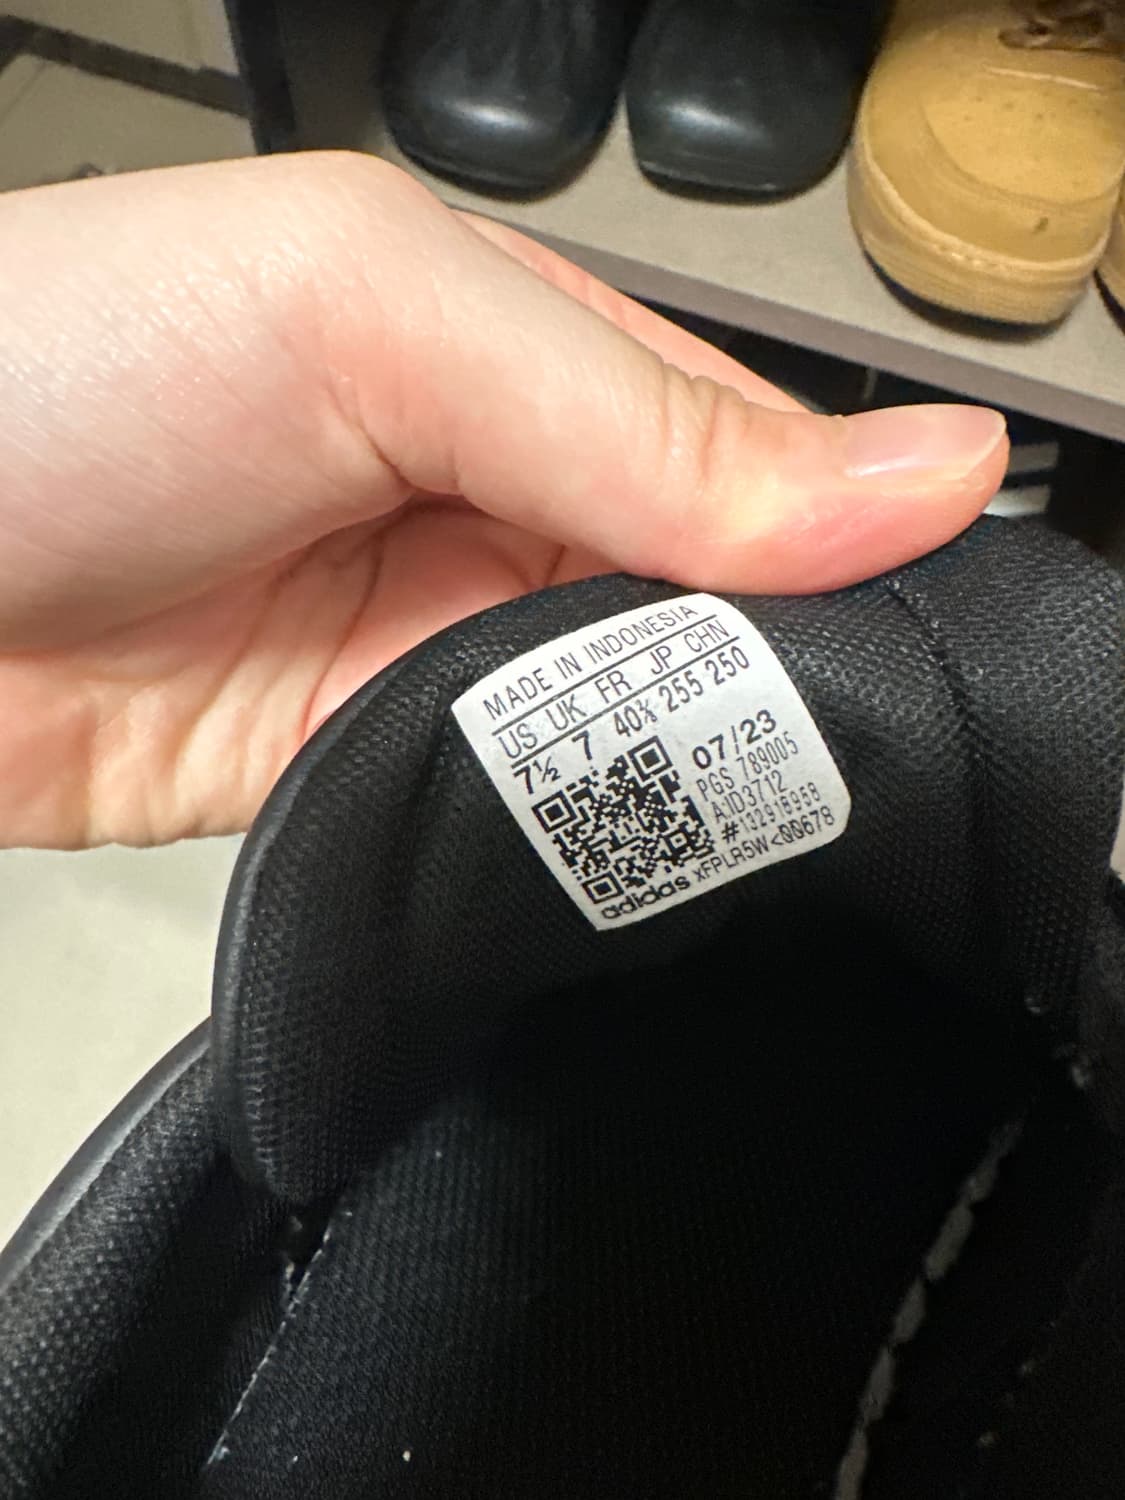 MADE IN INDONESIA
US UK FR JP CHN
7½ 7 40⅔ 255 250
07/23
PGS 789005
A:ID3712
#132918958
xFPLR5W<00678
adidas